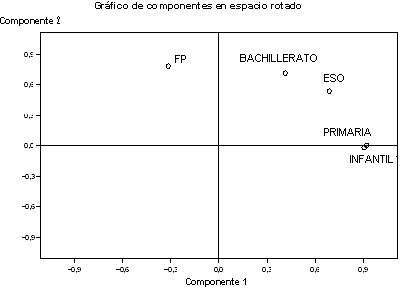 Gráfico de componentes en espacio rotado
Componente 2
0,9
0,6
0,3
0,0
-0,3
-0,6
-0,9
FP
BACHILLERATO
ESO
PRIMARIA
INFANTIL
-0,9
-0,6
-0,3
0,0
0,3
0,6
0,9
Componente 1